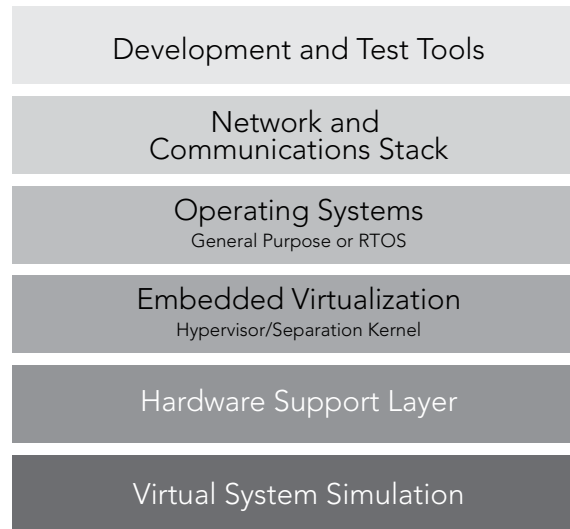 Development and Test Tools
Network and
Communications Stack
Operating Systems
General Purpose or RTOS
Embedded Virtualization
Hypervisor/Separation Kernel
Hardware Support Layer
Virtual System Simulation